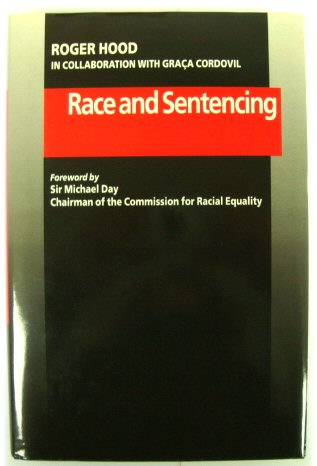 ROGER HOOD
IN COLLABORATION WITH GRAÇA CORDOVIL
Race and Sentencing
Foreword by
Sir Michael Day
Chairman of the Commission for Racial Equality